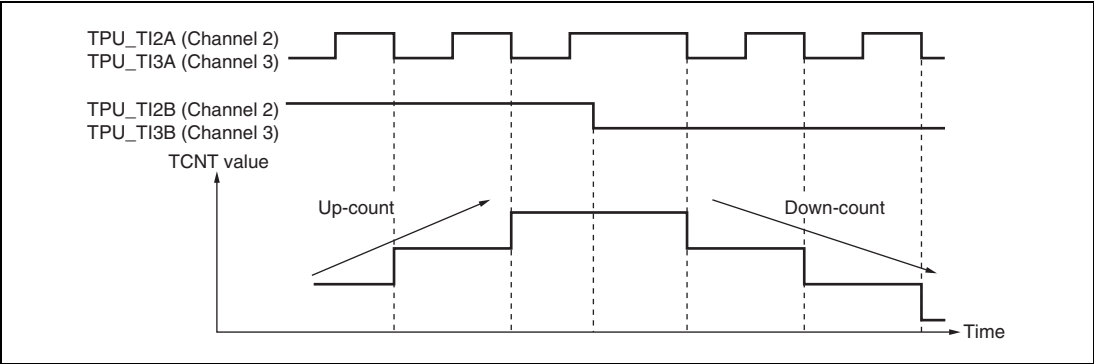 TPU_TI2A (Channel 2)
TPU_TI3A (Channel 3)
TPU_TI2B (Channel 2)
TPU_TI3B (Channel 3)
TCNT value
Up-count
Down-count
Time